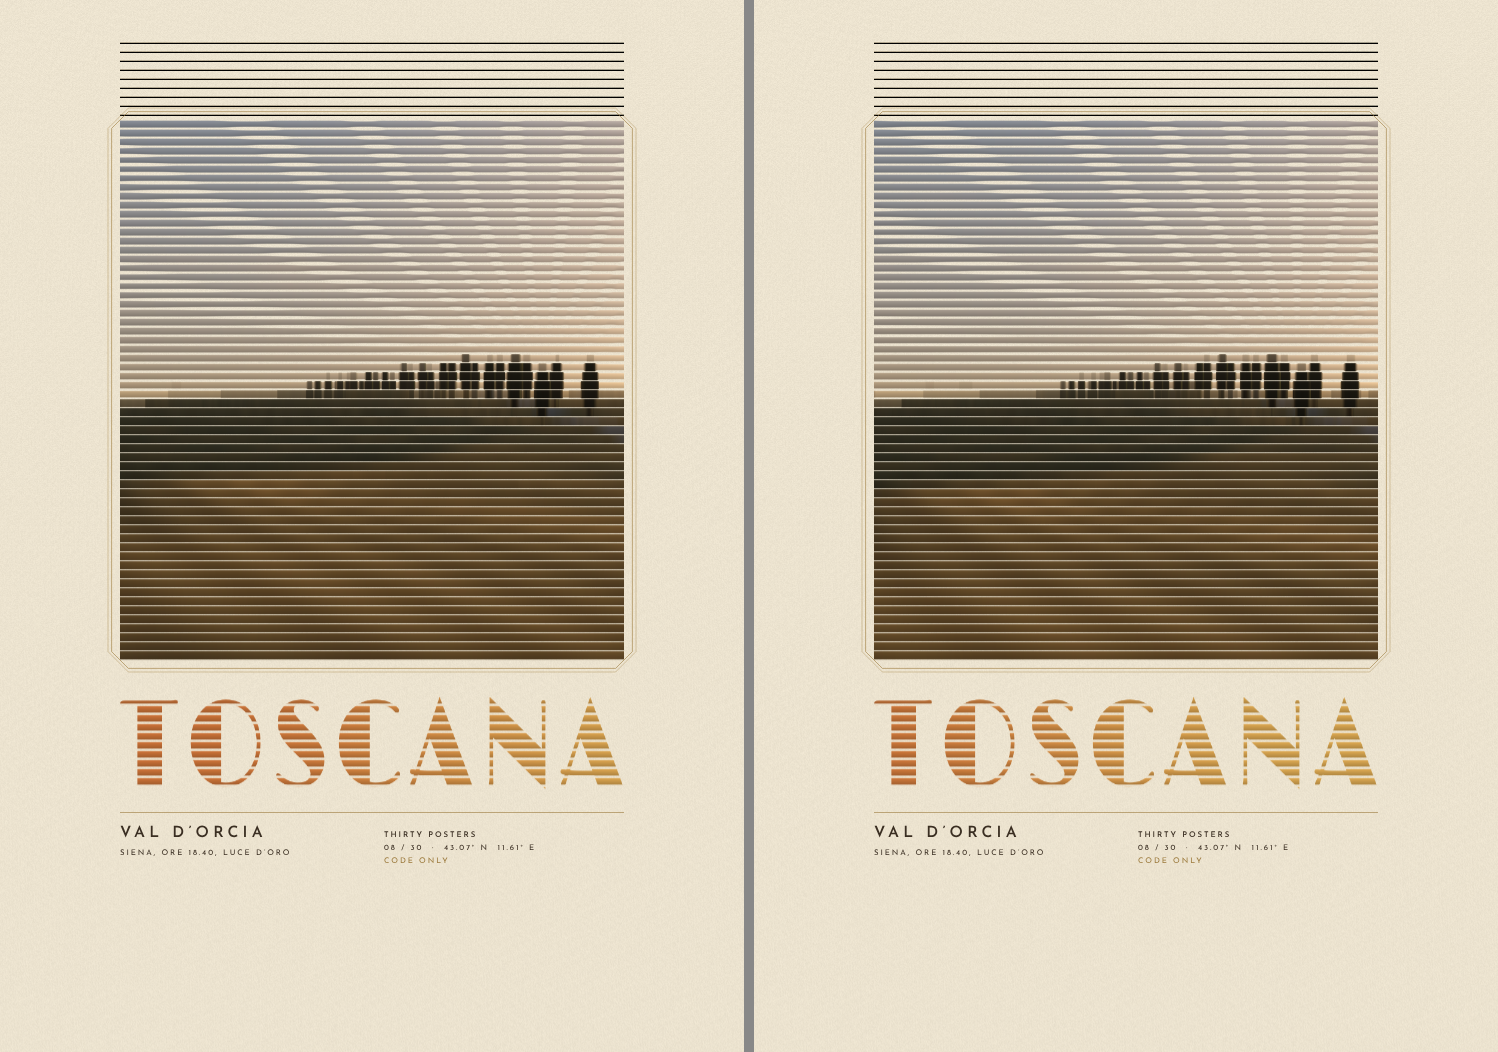 TOSCANA
VAL D'ORCIA
SIENA, ORE 18.40, LUCE D'ORO
THIRTY POSTERS
08 / 30 · 43.07° N 11.61° E
CODE ONLY
TOSCANA
VAL D'ORCIA
SIENA, ORE 18.40, LUCE D'ORO
THIRTY POSTERS
08 / 30 · 43.07° N 11.61° E
CODE ONLY